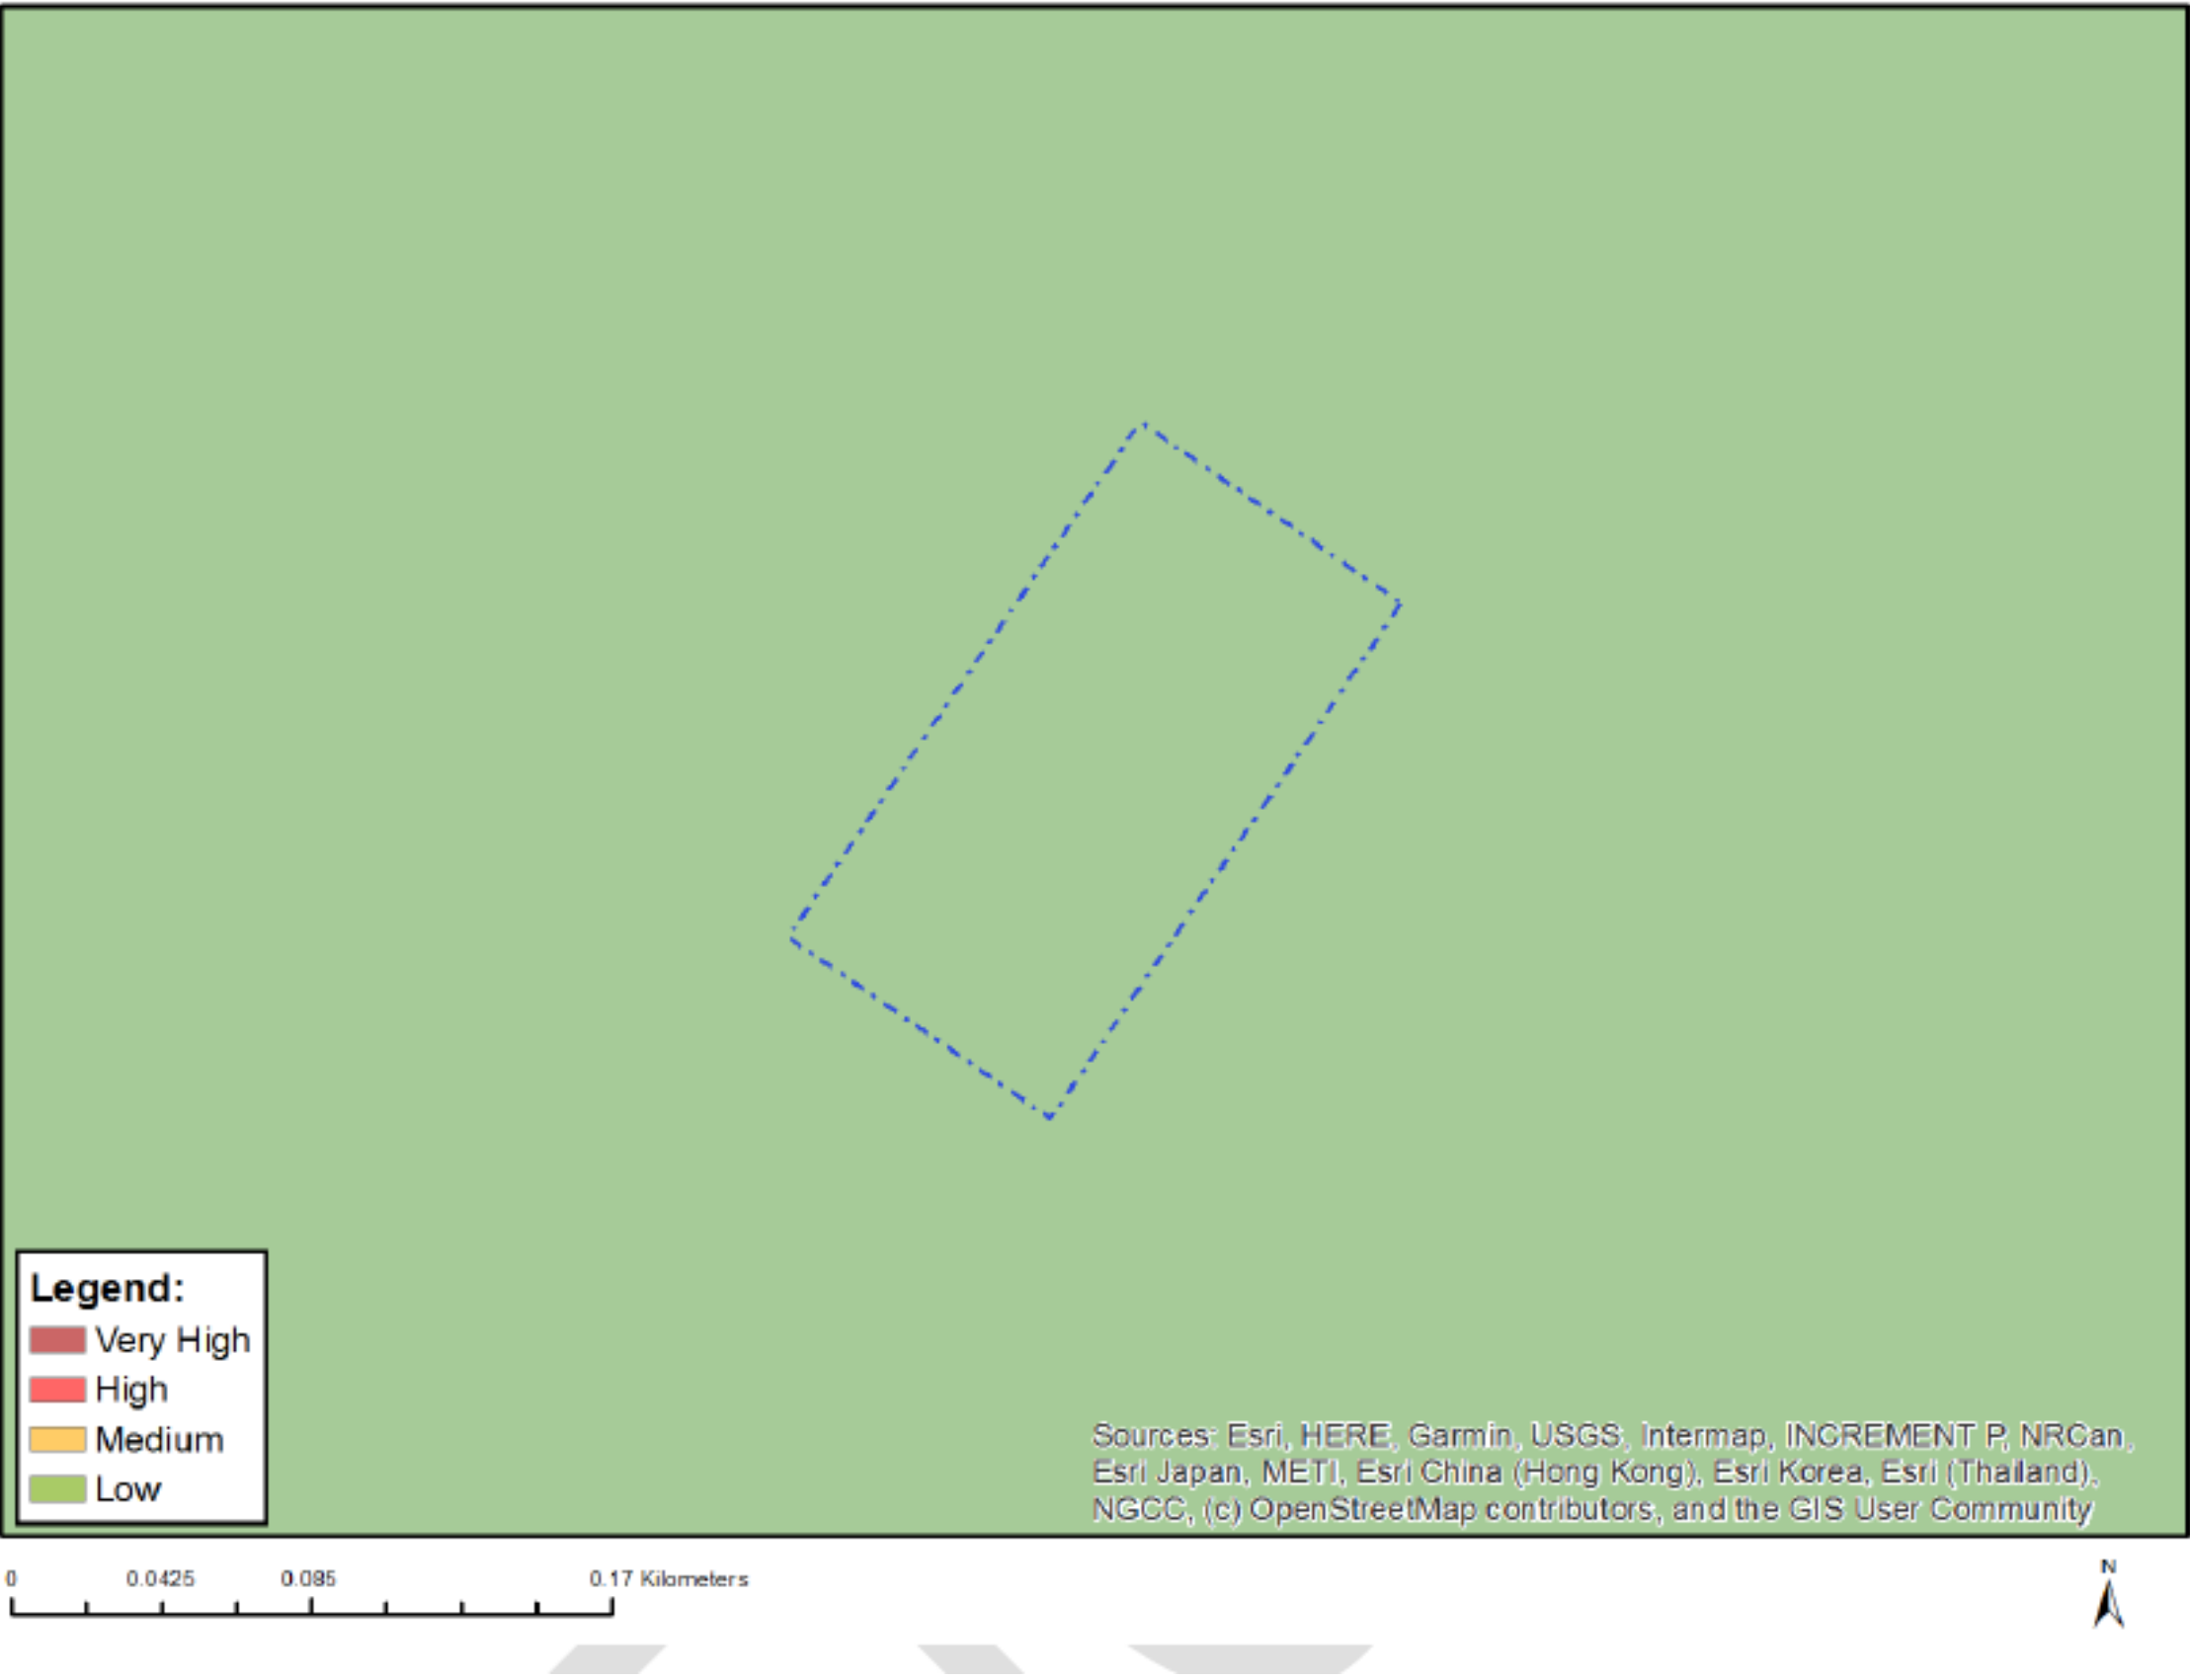 Legend:
Very High
High
Medium
Low
Sources: Esri, HERE, Garmin, USGS, Intermap, INCREMENT P, NRCan,
Esri Japan, METI, Esri China (Hong Kong), Esri Korea, Esri (Thailand),
NGCC, (c) OpenStreetMap contributors, and the GIS User Community
0 0.0425 0.085 0.17 Kilometers
N